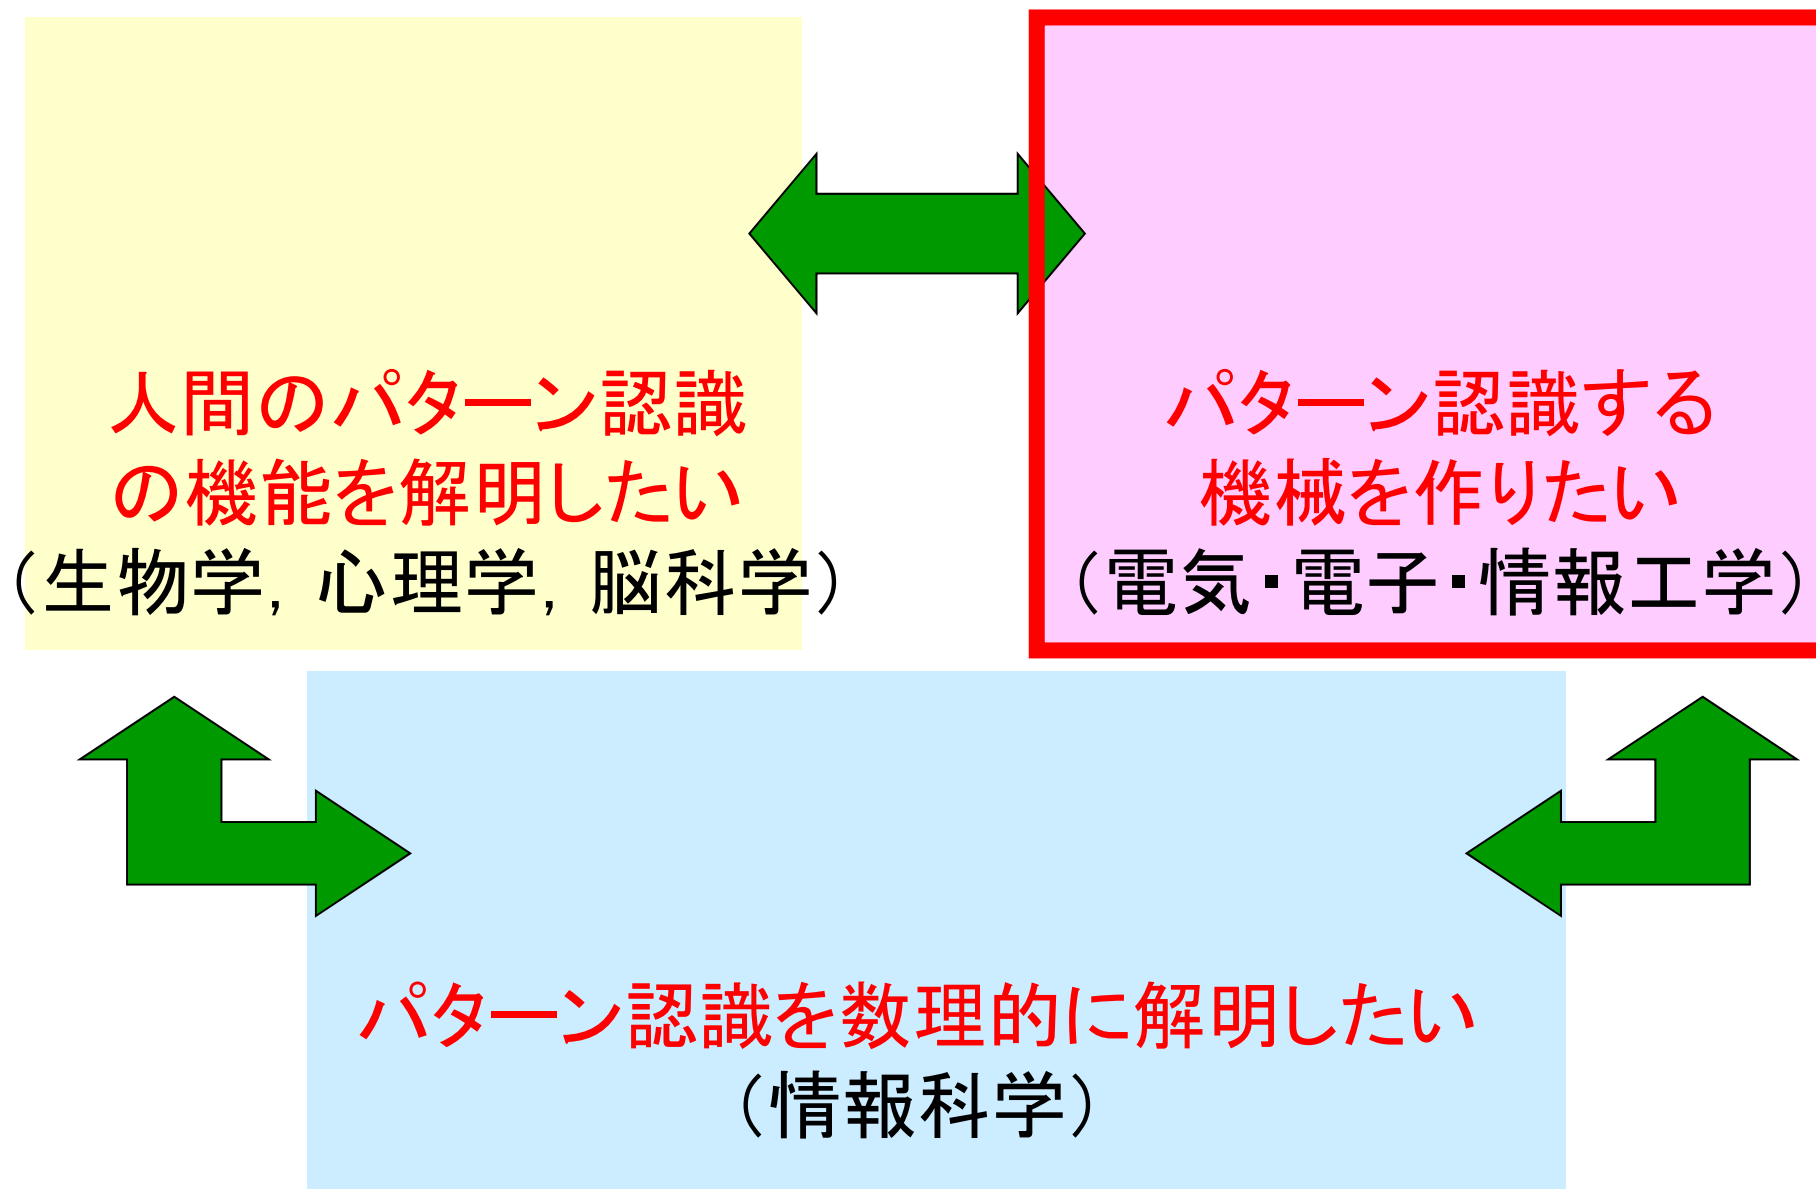 人間のパターン認識
の機能を解明したい
（生物学，心理学，脳科学）
パターン認識する
機械を作りたい
（電気・電子・情報工学）
パターン認識を数理的に解明したい
（情報科学）